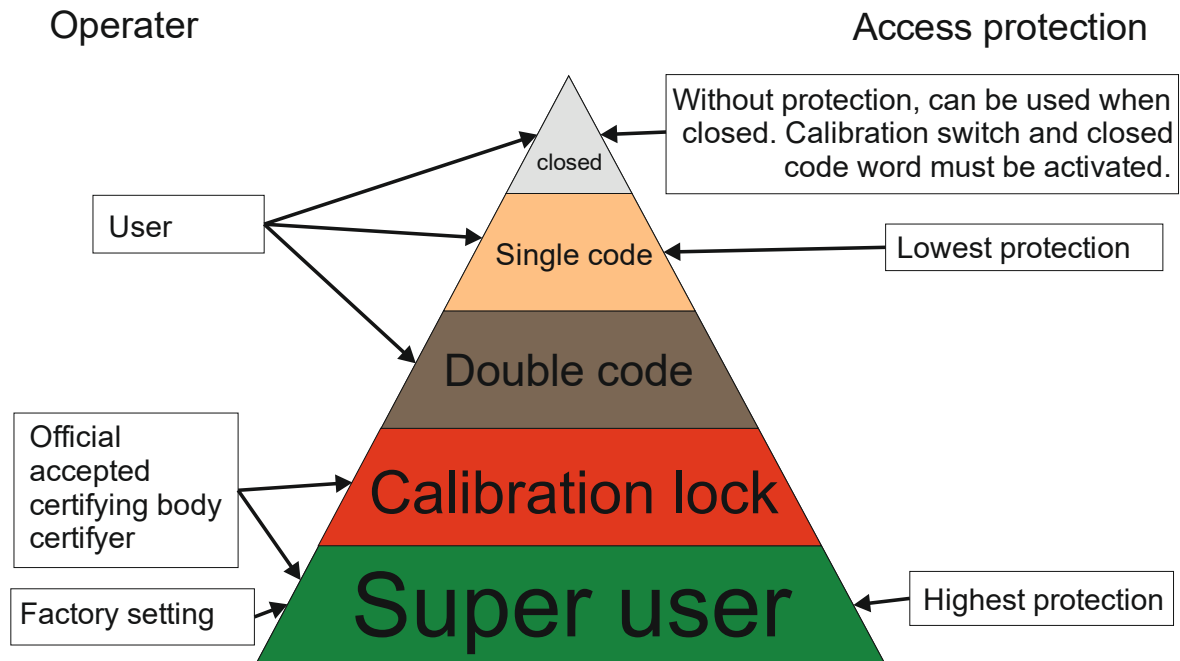 Operater
Access protection
Without protection, can be used when
closed. Calibration switch and closed
code word must be activated.
closed
User
Single code
Lowest protection
Double code
Official
accepted
certifying body
certifyer
Calibration lock
Super user
Highest protection
Factory setting